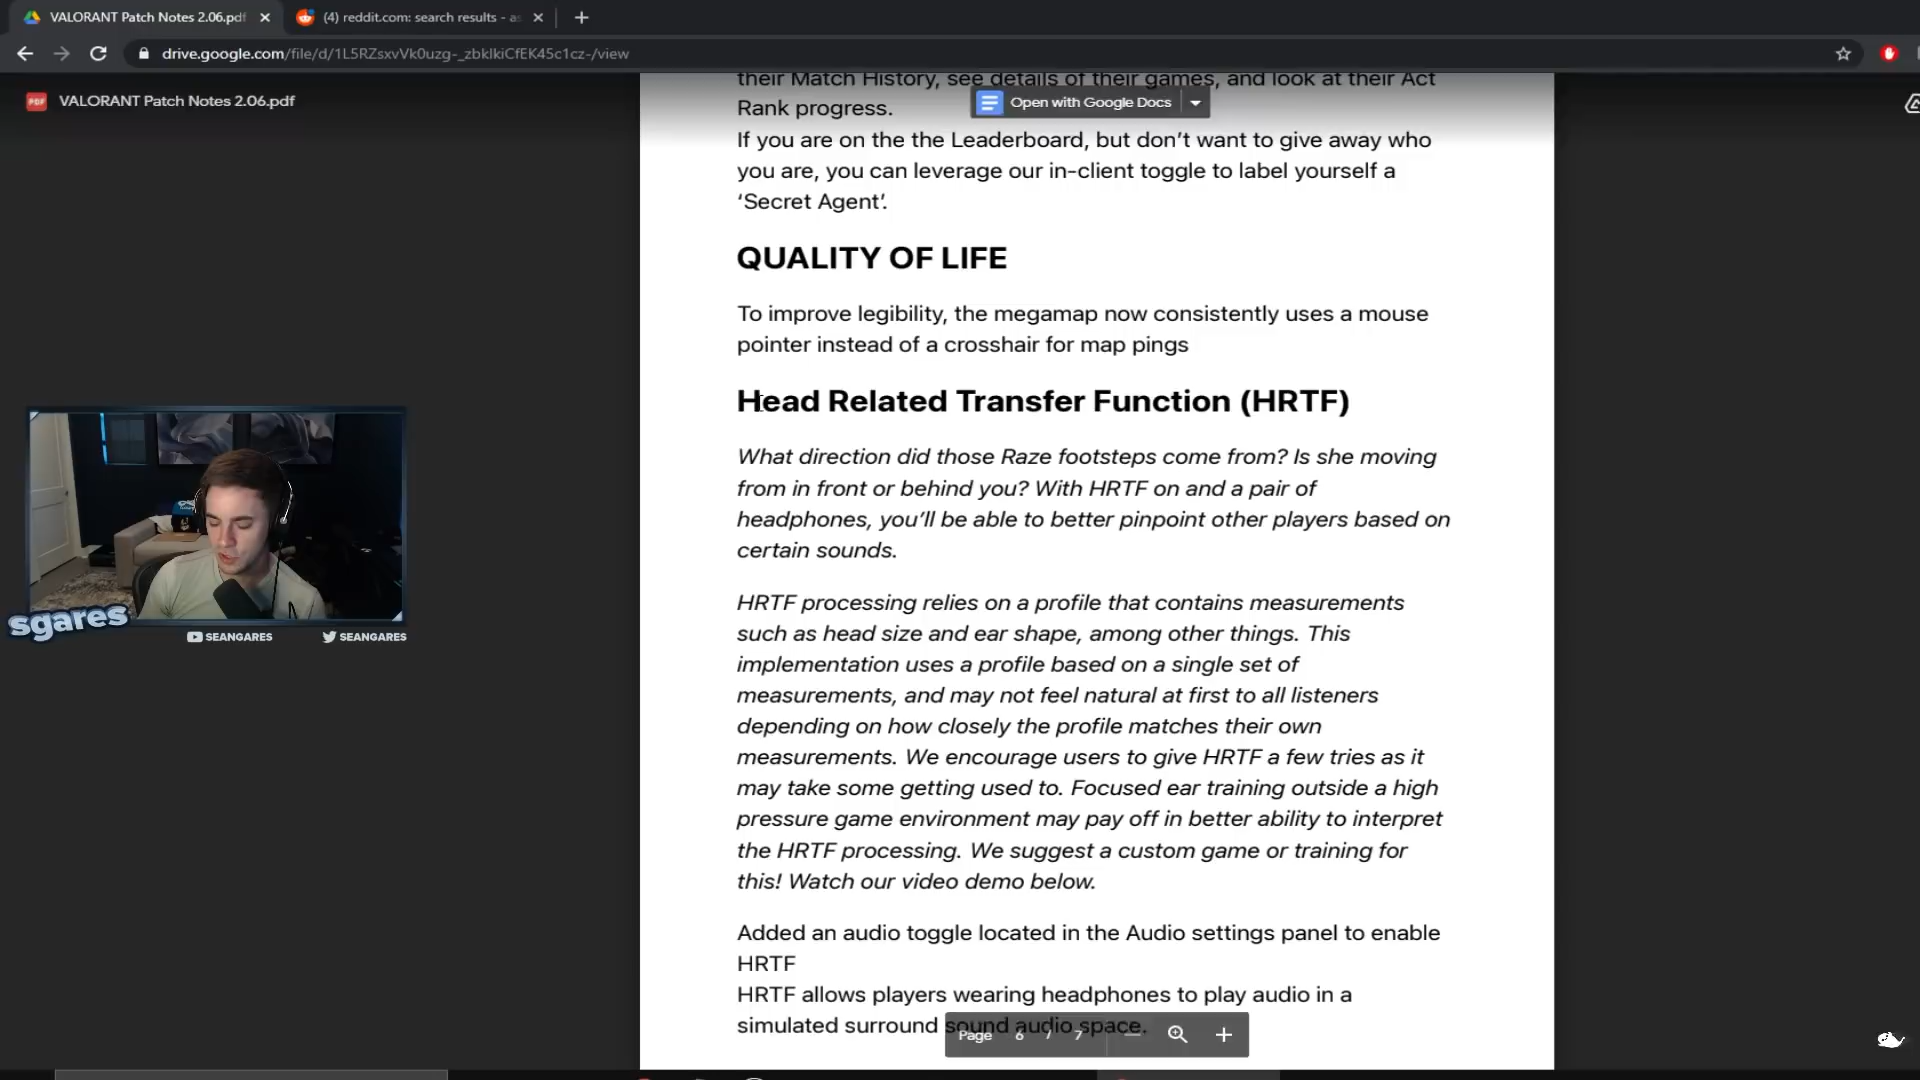 VALORANT Patch Notes 2.06.pdf
(4) reddit.com: search results - as
drive.google.com/file/d/1L5RZsxvVk0uzg-_zbklkiCfEK45c1cz-/view
PDF
VALORANT Patch Notes 2.06.pdf
Open with Google Docs
their Match History, see details of their games, and look at their Act
Rank progress.
If you are on the the Leaderboard, but don’t want to give away who
you are, you can leverage our in-client toggle to label yourself a
‘Secret Agent’.
QUALITY OF LIFE
To improve legibility, the megamap now consistently uses a mouse
pointer instead of a crosshair for map pings
Head Related Transfer Function (HRTF)
What direction did those Raze footsteps come from? Is she moving
from in front or behind you? With HRTF on and a pair of
headphones, you’ll be able to better pinpoint other players based on
certain sounds.
HRTF processing relies on a profile that contains measurements
such as head size and ear shape, among other things. This
implementation uses a profile based on a single set of
measurements, and may not feel natural at first to all listeners
depending on how closely the profile matches their own
measurements. We encourage users to give HRTF a few tries as it
may take some getting used to. Focused ear training outside a high
pressure game environment may pay off in better ability to interpret
the HRTF processing. We suggest a custom game or training for
this! Watch our video demo below.
Added an audio toggle located in the Audio settings panel to enable
HRTF
HRTF allows players wearing headphones to play audio in a
simulated surround sound audio space.
Page 6 / 7
sgares
SEANGARES
SEANGARES